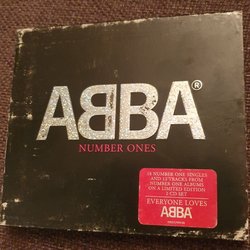 ABBA®
NUMBER ONES
18 NUMBER ONE SINGLES
AND 12 TRACKS FROM
NUMBER ONE ALBUMS
ON A LIMITED EDITION
2 CD SET
EVERYONE LOVES
ABBA